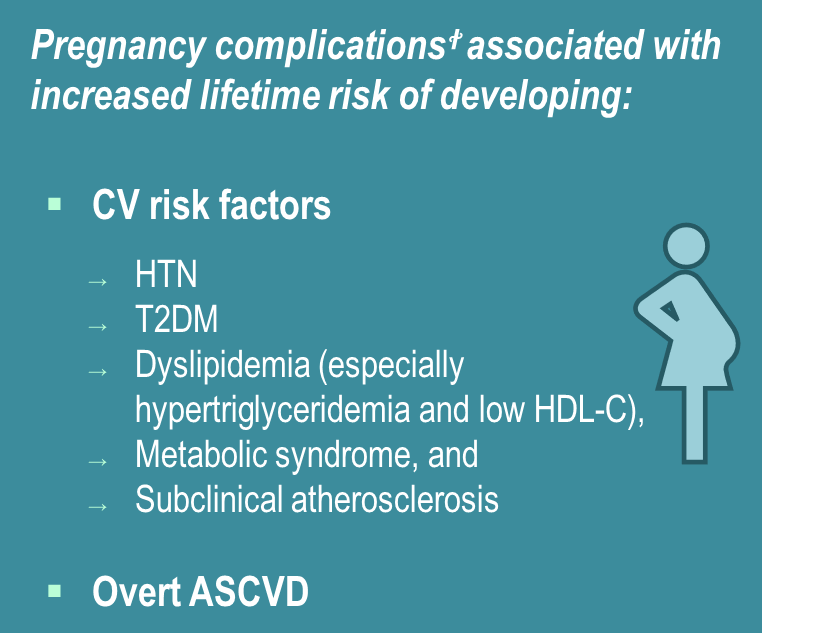 Pregnancy complications⳨ associated with
increased lifetime risk of developing:
▪ CV risk factors
→ HTN
→ T2DM
→ Dyslipidemia (especially
hypertriglyceridemia and low HDL-C),
→ Metabolic syndrome, and
→ Subclinical atherosclerosis
▪ Overt ASCVD